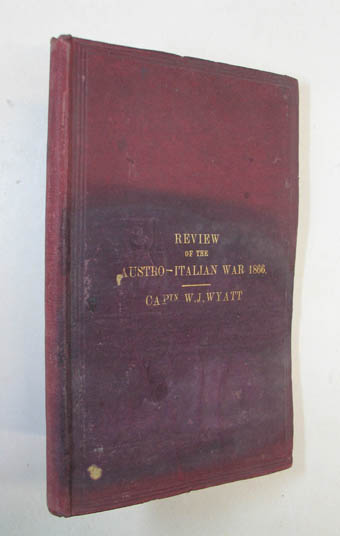 REVIEW
OF THE
AUSTRO-ITALIAN WAR 1866.
CAPTN W.J. WYATT